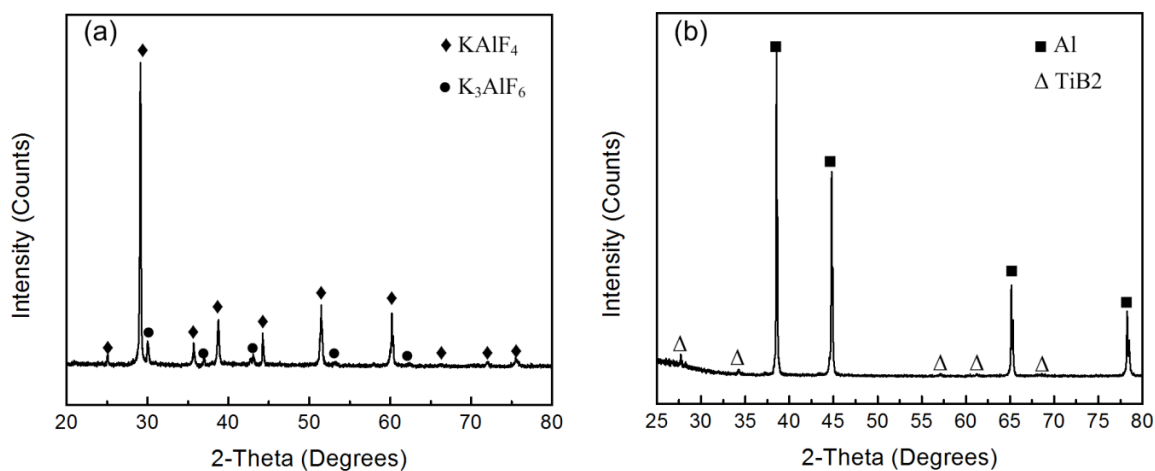 (a)
♦ KAlF₄
● K₃AlF₆
Intensity (Counts)
20 30 40 50 60 70 80
2-Theta (Degrees)
(b)
■ Al
Δ TiB2
Intensity (Counts)
25 30 35 40 45 50 55 60 65 70 75 80
2-Theta (Degrees)